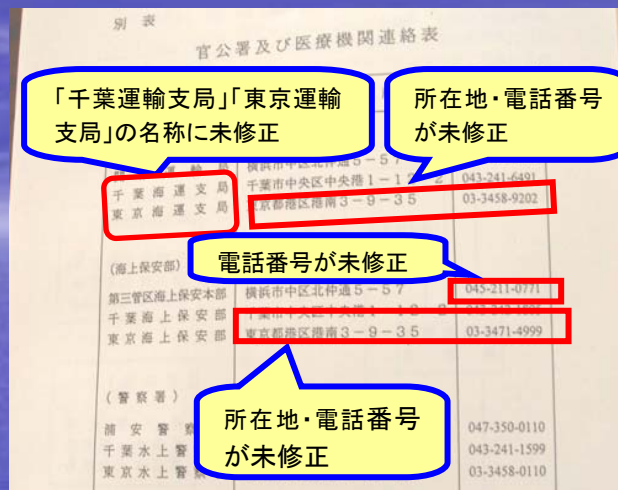 別 表
官公署及び医療機関連絡表
「千葉運輸支局」「東京運輸
支局」の名称に未修正
所在地・電話番号
が未修正
運 輸 局 横浜市中区北仲通5-57
千 葉 海 運 支 局 千葉市中央区中央港1-12-2 043-241-6491
東 京 海 運 支 局 東京都港区港南3-9-35 03-3458-9202
(海上保安部)
電話番号が未修正
第三管区海上保安本部 横浜市中区北仲通5-57 045-211-0771
千 葉 海 上 保 安 部
東 京 海 上 保 安 部 東京都港区港南3-9-35 03-3471-4999
(警察署)
所在地・電話番号
が未修正
浦 安 警 047-350-0110
千 葉 水 上 警 043-241-1599
東 京 水 上 警 03-3458-0110